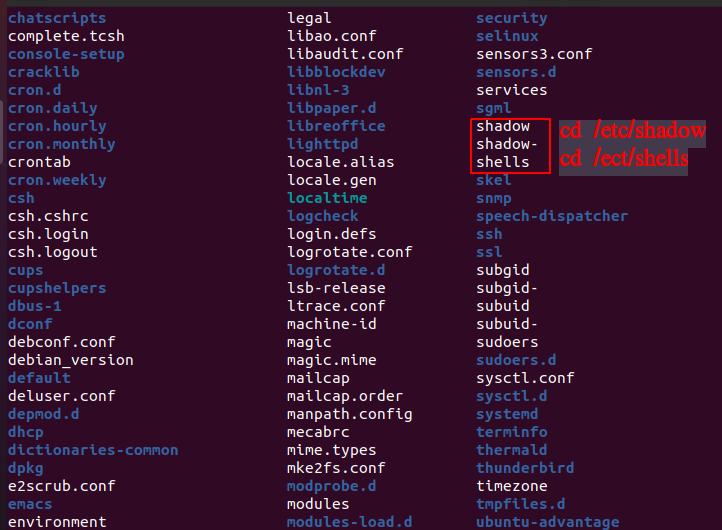 chatscripts legal security
complete.tcsh libao.conf selinux
console-setup libaudit.conf sensors3.conf
cracklib libblockdev sensors.d
cron.d libnl-3 services
cron.daily libpaper.d sgml
cron.hourly libreoffice shadow cd /etc/shadow
cron.monthly lighttpd shadow-
crontab locale.alias shells cd /ect/shells
cron.weekly locale.gen skel
csh localtime snmp
csh.cshrc logcheck speech-dispatcher
csh.login login.defs ssh
csh.logout logrotate.conf ssl
cups logrotate.d subgid
cupshelpers lsb-release subgid-
dbus-1 ltrace.conf subuid
dconf machine-id subuid-
debconf.conf magic sudoers
debian_version magic.mime sudoers.d
default mailcap sysctl.conf
deluser.conf mailcap.order sysctl.d
depmod.d manpath.config systemd
dhcp mecabrc terminfo
dictionaries-common mime.types thermald
dpkg mke2fs.conf thunderbird
e2scrub.conf modprobe.d timezone
emacs modules tmpfiles.d
environment modules-load.d ubuntu-advantage